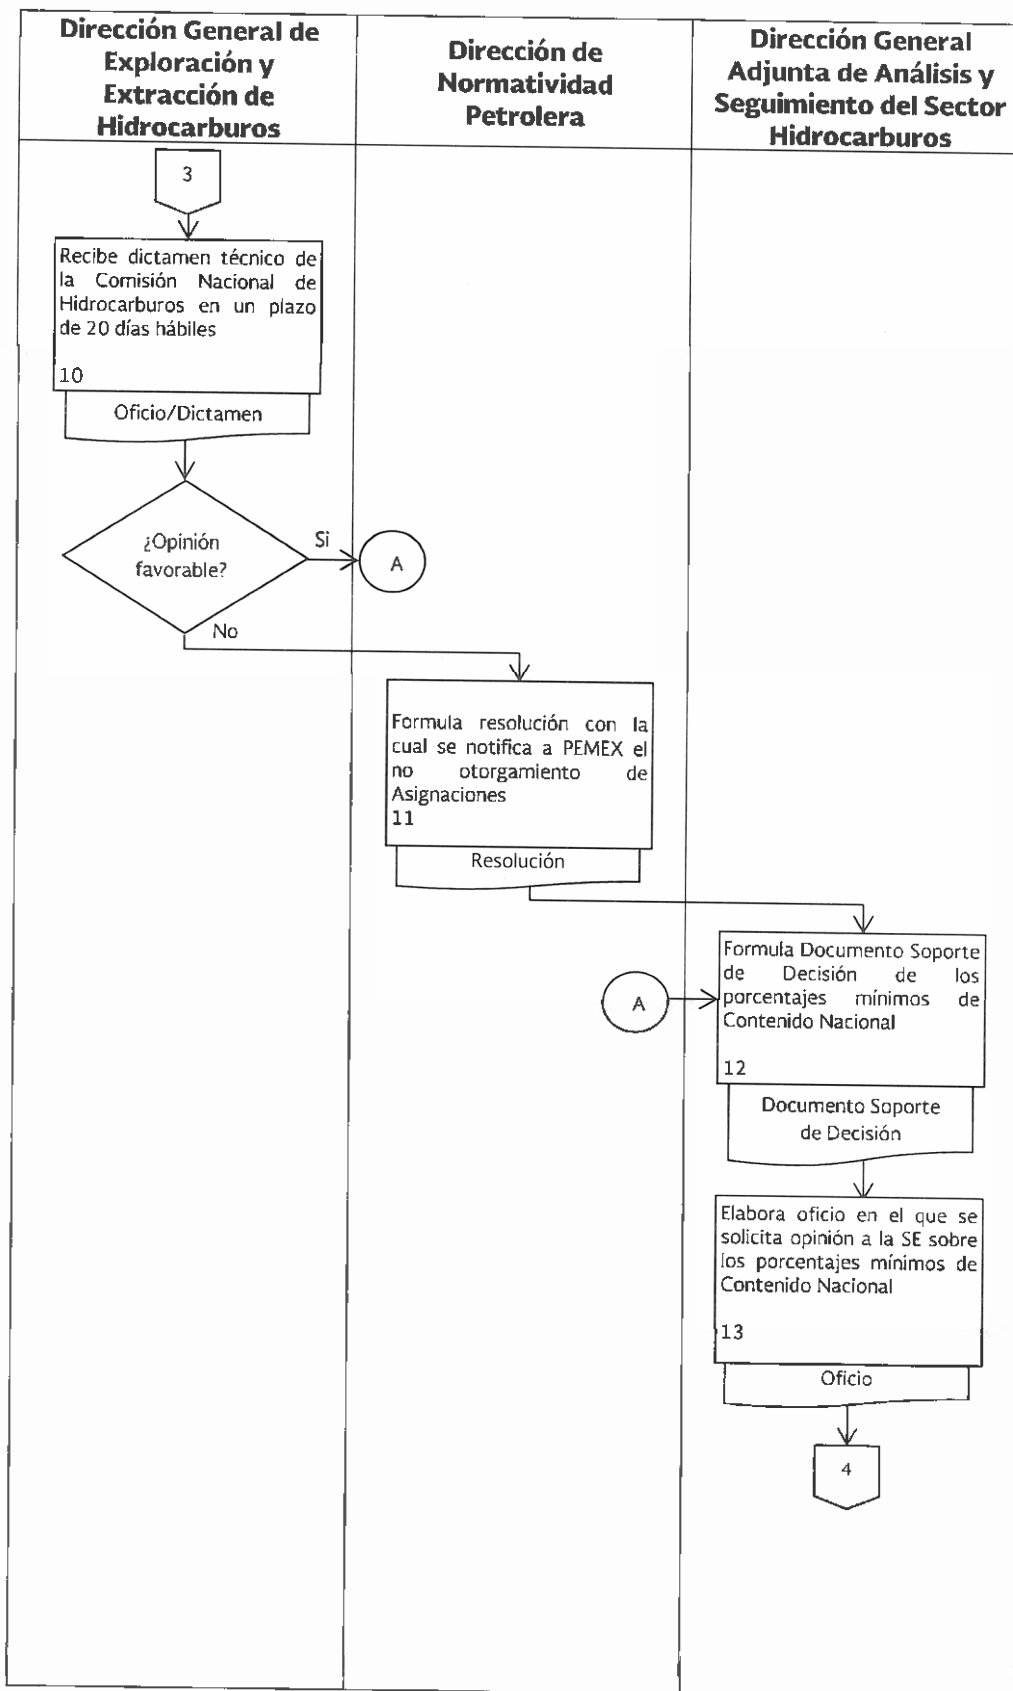 Dirección General de
Exploración y
Extracción de
Hidrocarburos
Dirección de
Normatividad
Petrolera
Dirección General
Adjunta de Análisis y
Seguimiento del Sector
Hidrocarburos
3
Recibe dictamen técnico de
la Comisión Nacional de
Hidrocarburos en un plazo
de 20 días hábiles
10
Oficio/Dictamen
¿Opinión
favorable?
Si
A
No
Formula resolución con la
cual se notifica a PEMEX el
no otorgamiento de
Asignaciones
11
Resolución
Formula Documento Soporte
de Decisión de los
porcentajes mínimos de
Contenido Nacional
12
A
Documento Soporte
de Decisión
Elabora oficio en el que se
solicita opinión a la SE sobre
los porcentajes mínimos de
Contenido Nacional
13
Oficio
4